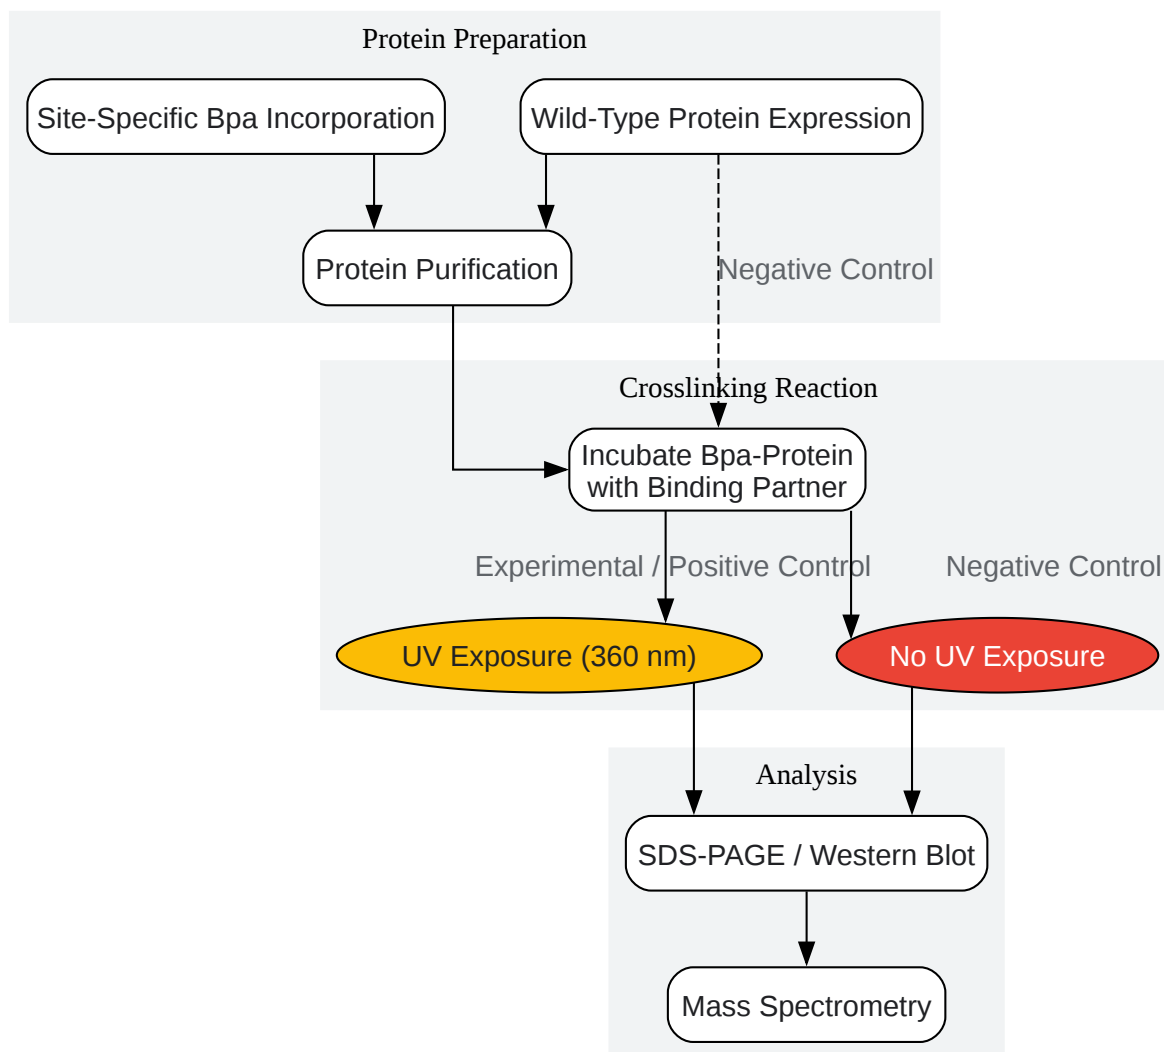 Protein Preparation
Site-Specific Bpa Incorporation
Wild-Type Protein Expression
Protein Purification
Negative Control
Crosslinking Reaction
Incubate Bpa-Protein
with Binding Partner
Experimental / Positive Control
Negative Control
UV Exposure (360 nm)
No UV Exposure
Analysis
SDS-PAGE / Western Blot
Mass Spectrometry